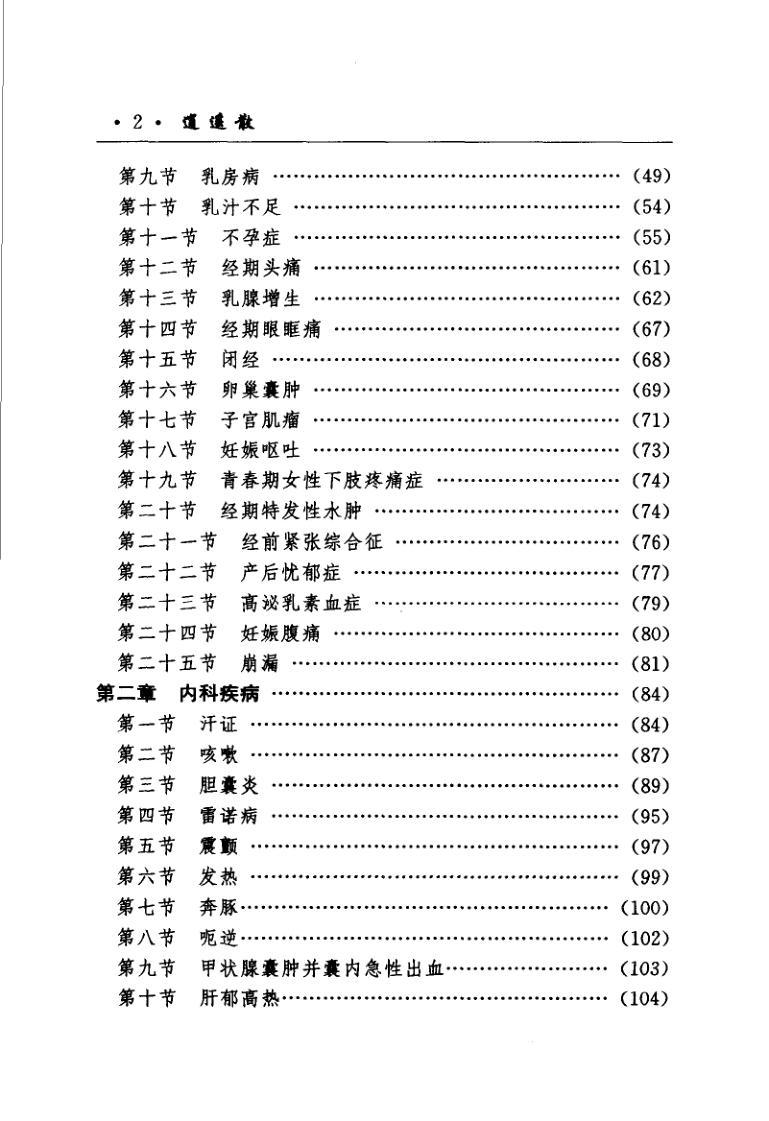 · 2 · 逍遥散
第九节 乳房病 …………………………………………… (49)
第十节 乳汁不足 ………………………………………… (54)
第十一节 不孕症 ………………………………………… (55)
第十二节 经期头痛 ……………………………………… (61)
第十三节 乳腺增生 ……………………………………… (62)
第十四节 经期眼眶痛 …………………………………… (67)
第十五节 闭经 …………………………………………… (68)
第十六节 卵巢囊肿 ……………………………………… (69)
第十七节 子宫肌瘤 ……………………………………… (71)
第十八节 妊娠呕吐 ……………………………………… (73)
第十九节 青春期女性下肢疼痛症 ……………………… (74)
第二十节 经期特发性水肿 ……………………………… (74)
第二十一节 经前紧张综合征 …………………………… (76)
第二十二节 产后忧郁症 ………………………………… (77)
第二十三节 高泌乳素血症 ……………………………… (79)
第二十四节 妊娠腹痛 …………………………………… (80)
第二十五节 崩漏 ………………………………………… (81)
第二章 内科疾病 …………………………………………… (84)
第一节 汗证 ……………………………………………… (84)
第二节 咳嗽 ……………………………………………… (87)
第三节 胆囊炎 …………………………………………… (89)
第四节 雷诺病 …………………………………………… (95)
第五节 震颤 ……………………………………………… (97)
第六节 发热 ……………………………………………… (99)
第七节 奔豚……………………………………………… (100)
第八节 呃逆……………………………………………… (102)
第九节 甲状腺囊肿并囊内急性出血…………………… (103)
第十节 肝郁高热………………………………………… (104)